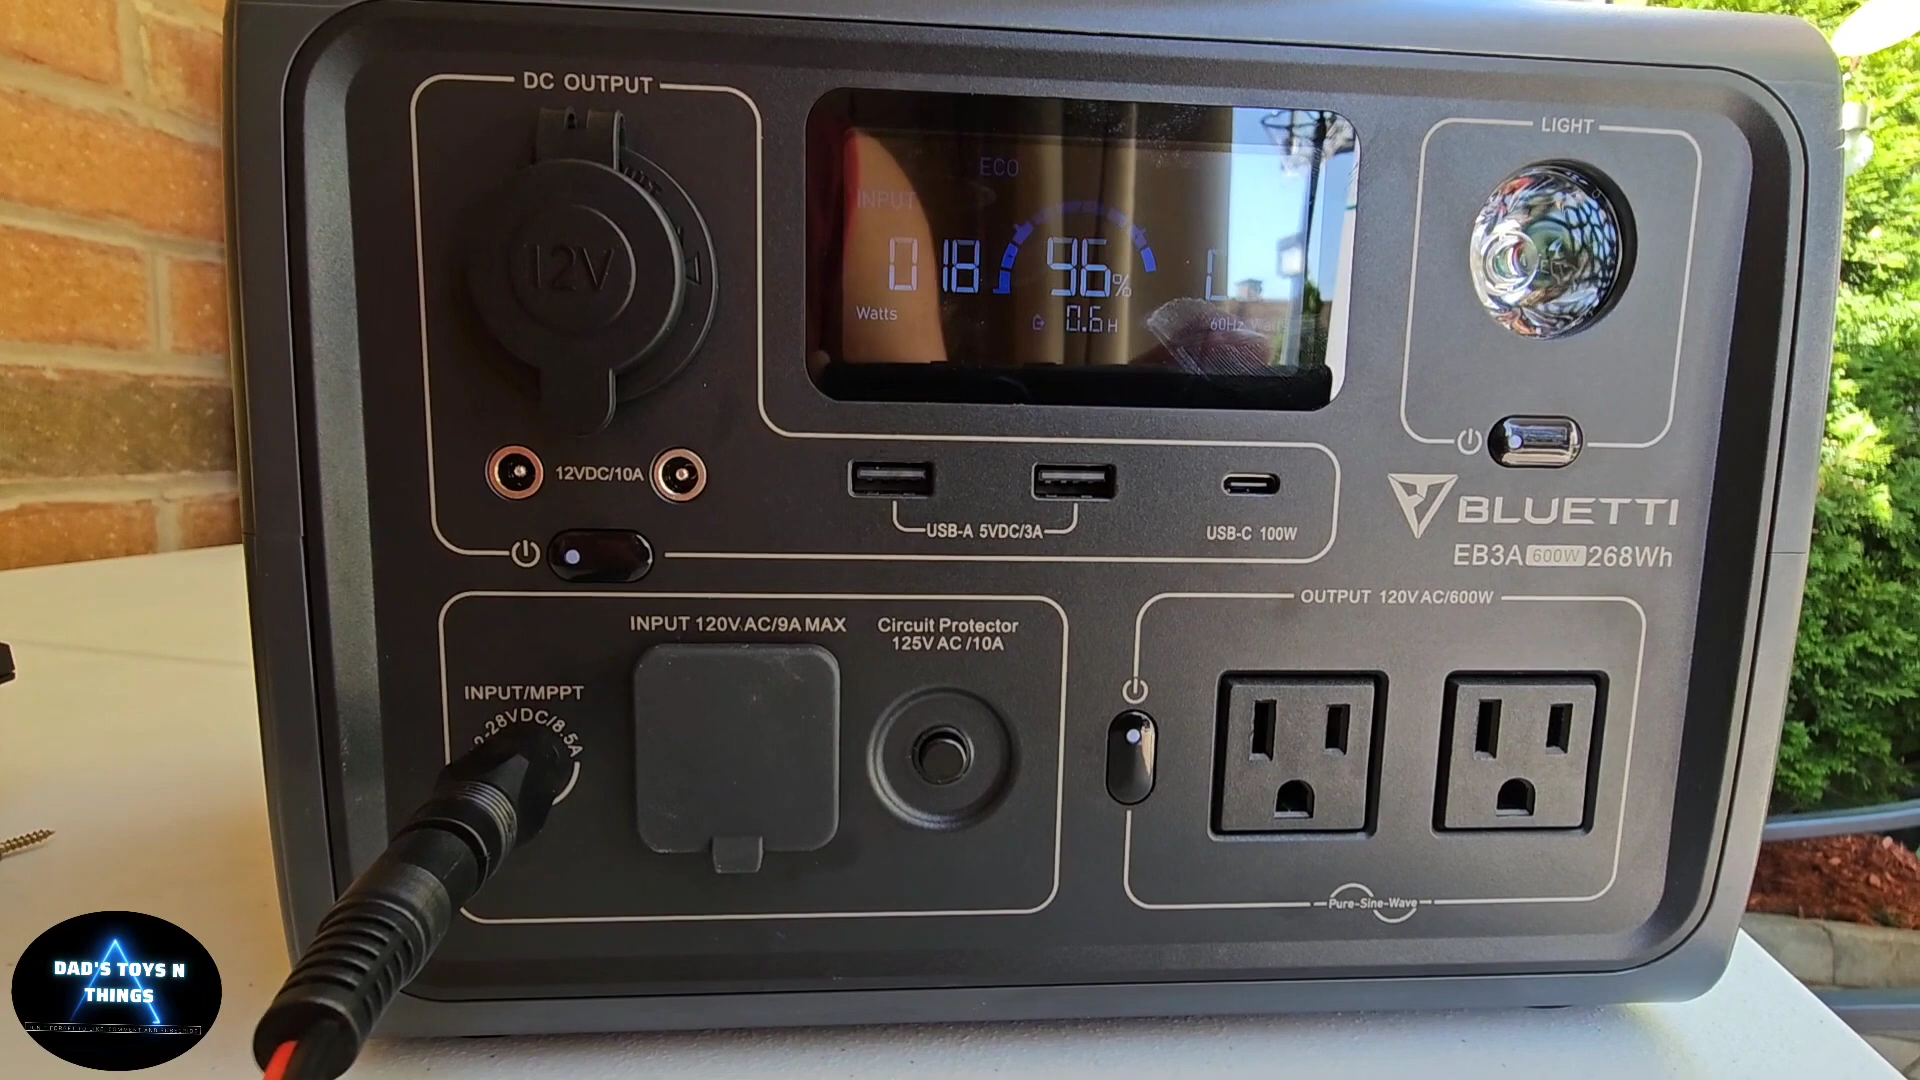 DC OUTPUT
12V
12VDC/10A
ECO
INPUT
018
Watts
96%
0.6H
60Hz Watts
LIGHT
USB-A 5VDC/3A
USB-C 100W
BLUETTI
EB3A 600W 268Wh
INPUT 120V AC/9A MAX
Circuit Protector
125V AC /10A
INPUT/MPPT
-28VDC/8.5A
OUTPUT 120V AC/600W
Pure-Sine-Wave
DAD'S TOYS N
THINGS